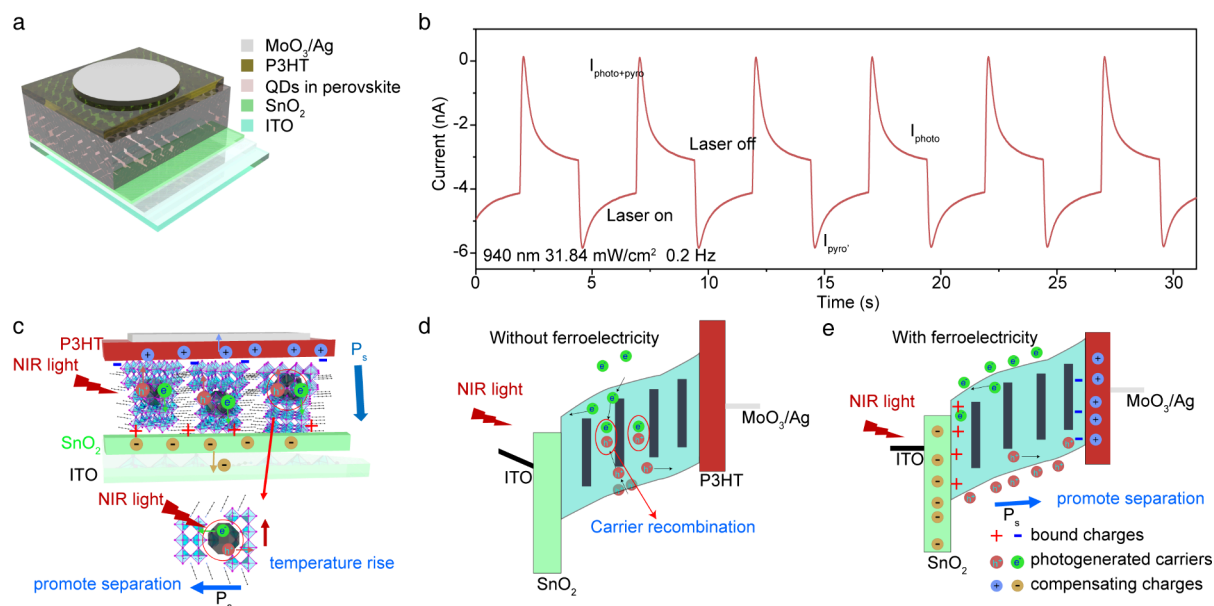 a
MoO₃/Ag
P3HT
QDs in perovskite
SnO₂
ITO
b
Current (nA)
0
-2
-4
-6
I photo+pyro
Laser off
I photo
Laser on
I pyro'
940 nm 31.84 mW/cm² 0.2 Hz
0 5 10 15 20 25 30
Time (s)
c
P3HT
NIR light
Pₛ
h e⁻ h e⁻ h e⁻
SnO₂
ITO
NIR light
e⁻
h
temperature rise
promote separation
Pₛ
d
Without ferroelectricity
NIR light
ITO
MoO₃/Ag
P3HT
Carrier recombination
SnO₂
e
With ferroelectricity
NIR light
ITO
MoO₃/Ag
promote separation
Pₛ
SnO₂
+ - bound charges
h e⁻ photogenerated carriers
+ - compensating charges